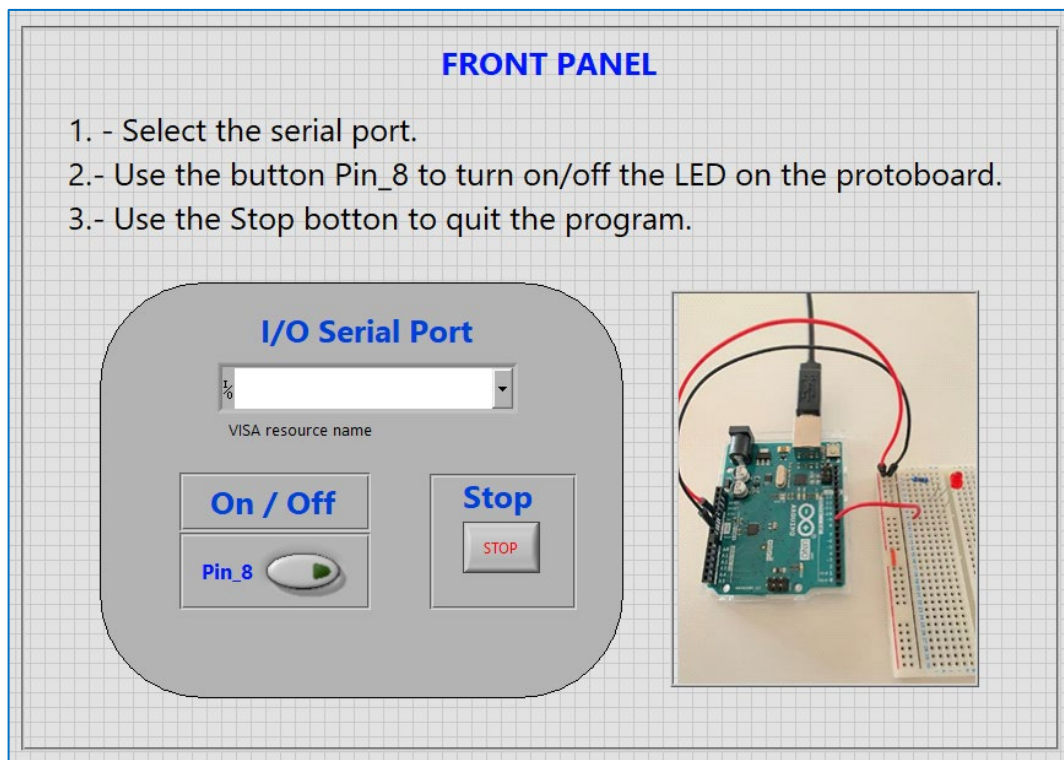 FRONT PANEL
1. - Select the serial port.
2.- Use the button Pin_8 to turn on/off the LED on the protoboard.
3.- Use the Stop botton to quit the program.
I/O Serial Port
I/O
VISA resource name
On / Off
Stop
STOP
Pin_8
ARDUINO
UNO